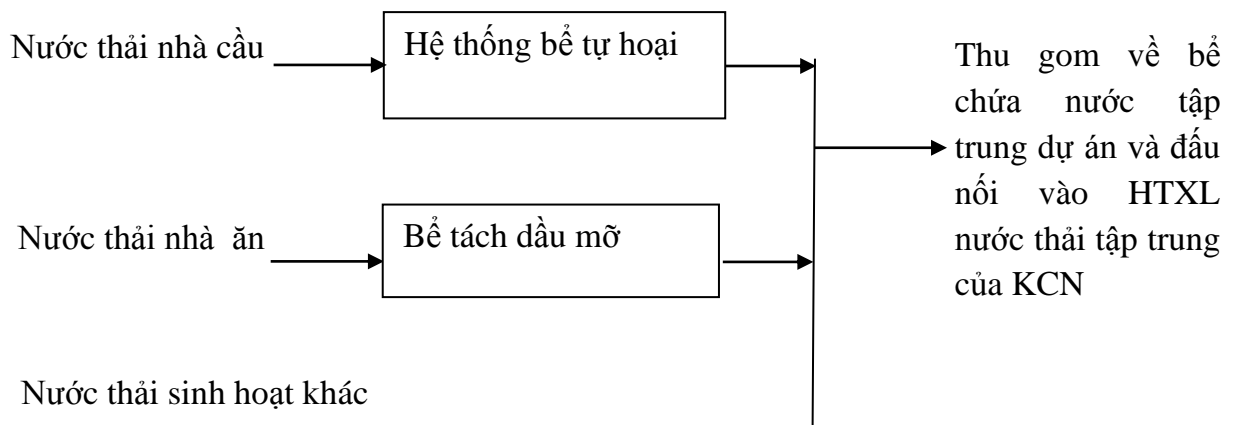 Nước thải nhà cầu
Hệ thống bể tự hoại
Thu gom về bể
chứa nước tập
trung dự án và đấu
nối vào HTXL
nước thải tập trung
của KCN
Nước thải nhà ăn
Bể tách dầu mỡ
Nước thải sinh hoạt khác